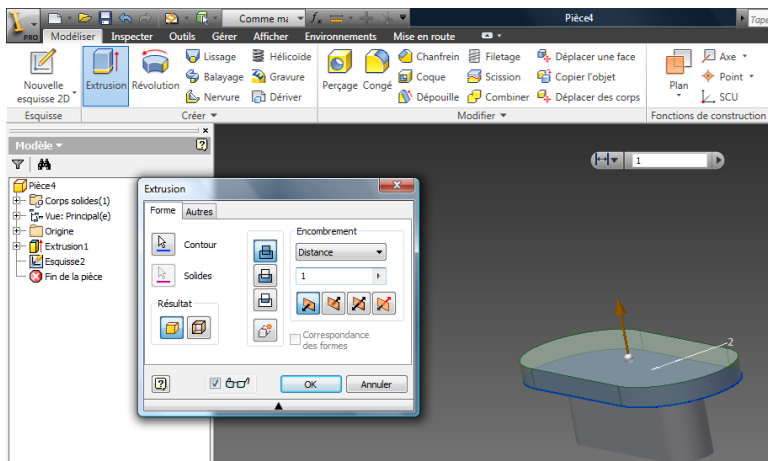 Comme ma
Pièce4
Tape
PRO Modéliser Inspecter Outils Gérer Afficher Environnements Mise en route
Nouvelle esquisse 2D
Extrusion
Révolution
Lissage
Balayage
Nervure
Hélicoïde
Gravure
Dériver
Perçage
Congé
Chanfrein
Coque
Dépouille
Filetage
Scission
Combiner
Déplacer une face
Copier l'objet
Déplacer des corps
Plan
Axe
Point
SCU
Esquisse
Créer
Modifier
Fonctions de construction
Modèle
Pièce4
Corps solides(1)
Vue: Principal(e)
Origine
Extrusion1
Esquisse2
Fin de la pièce
Extrusion
Forme
Autres
Contour
Solides
Résultat
Encombrement
Distance
1
Correspondance
des formes
OK
Annuler
1
2